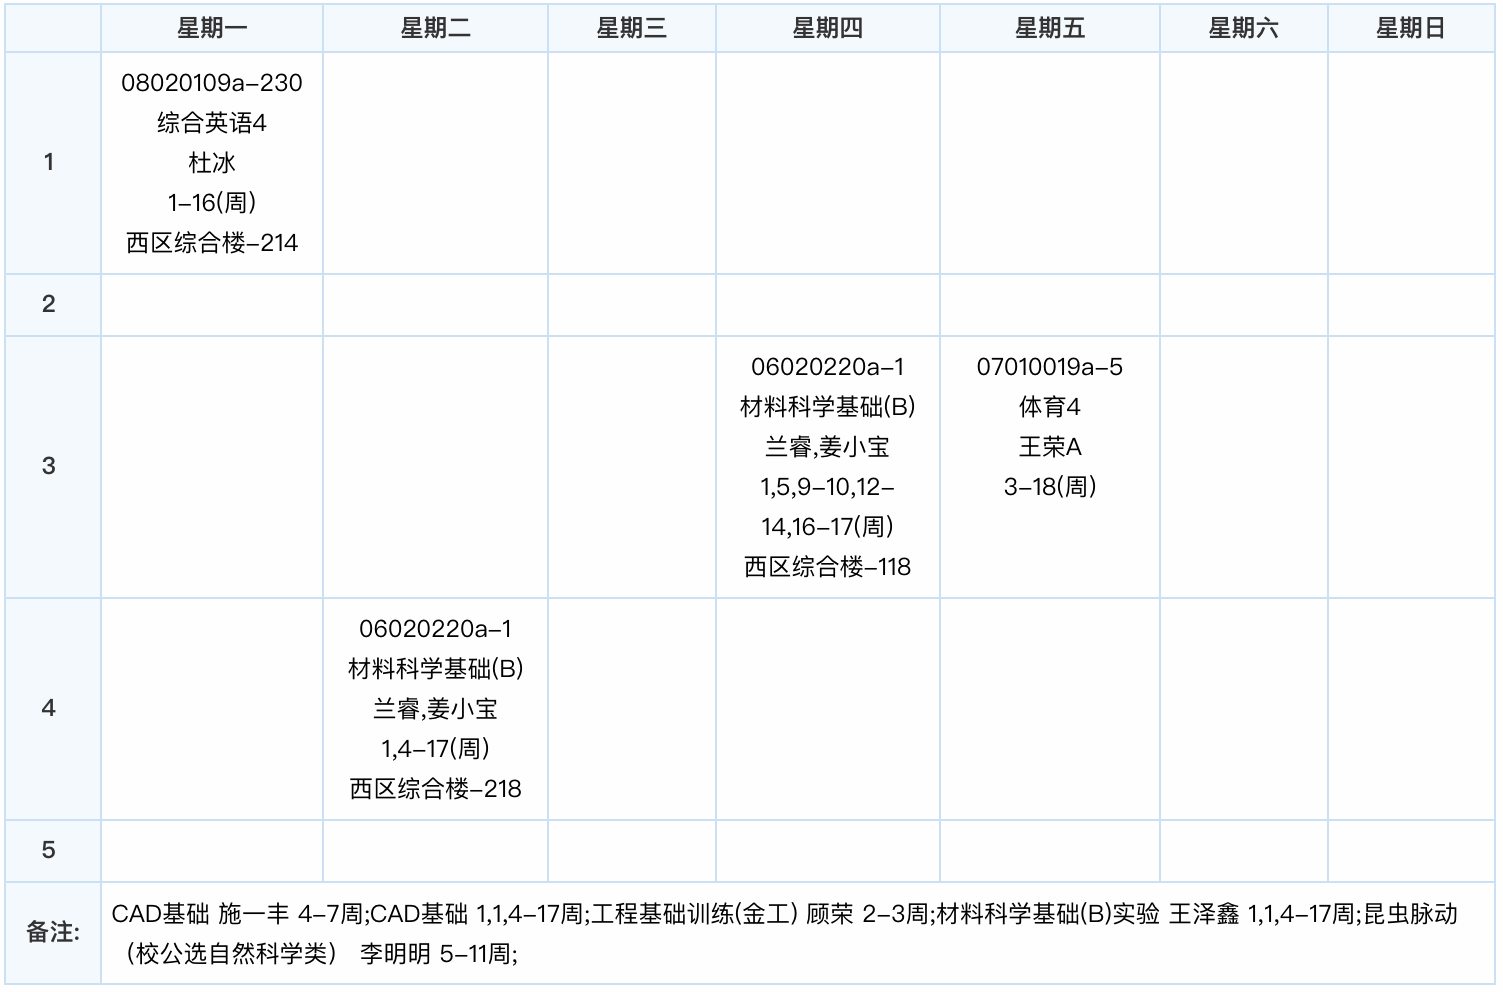 星期一 星期二 星期三 星期四 星期五 星期六 星期日
1
08020109a-230
综合英语4
杜冰
1-16(周)
西区综合楼-214
2
3
06020220a-1
材料科学基础(B)
兰睿,姜小宝
1,5,9-10,12-
14,16-17(周)
西区综合楼-118
07010019a-5
体育4
王荣A
3-18(周)
4
06020220a-1
材料科学基础(B)
兰睿,姜小宝
1,4-17(周)
西区综合楼-218
5
备注:
CAD基础 施一丰 4-7周;CAD基础 1,1,4-17周;工程基础训练(金工) 顾荣 2-3周;材料科学基础(B)实验 王泽鑫 1,1,4-17周;昆虫脉动
（校公选自然科学类） 李明明 5-11周;